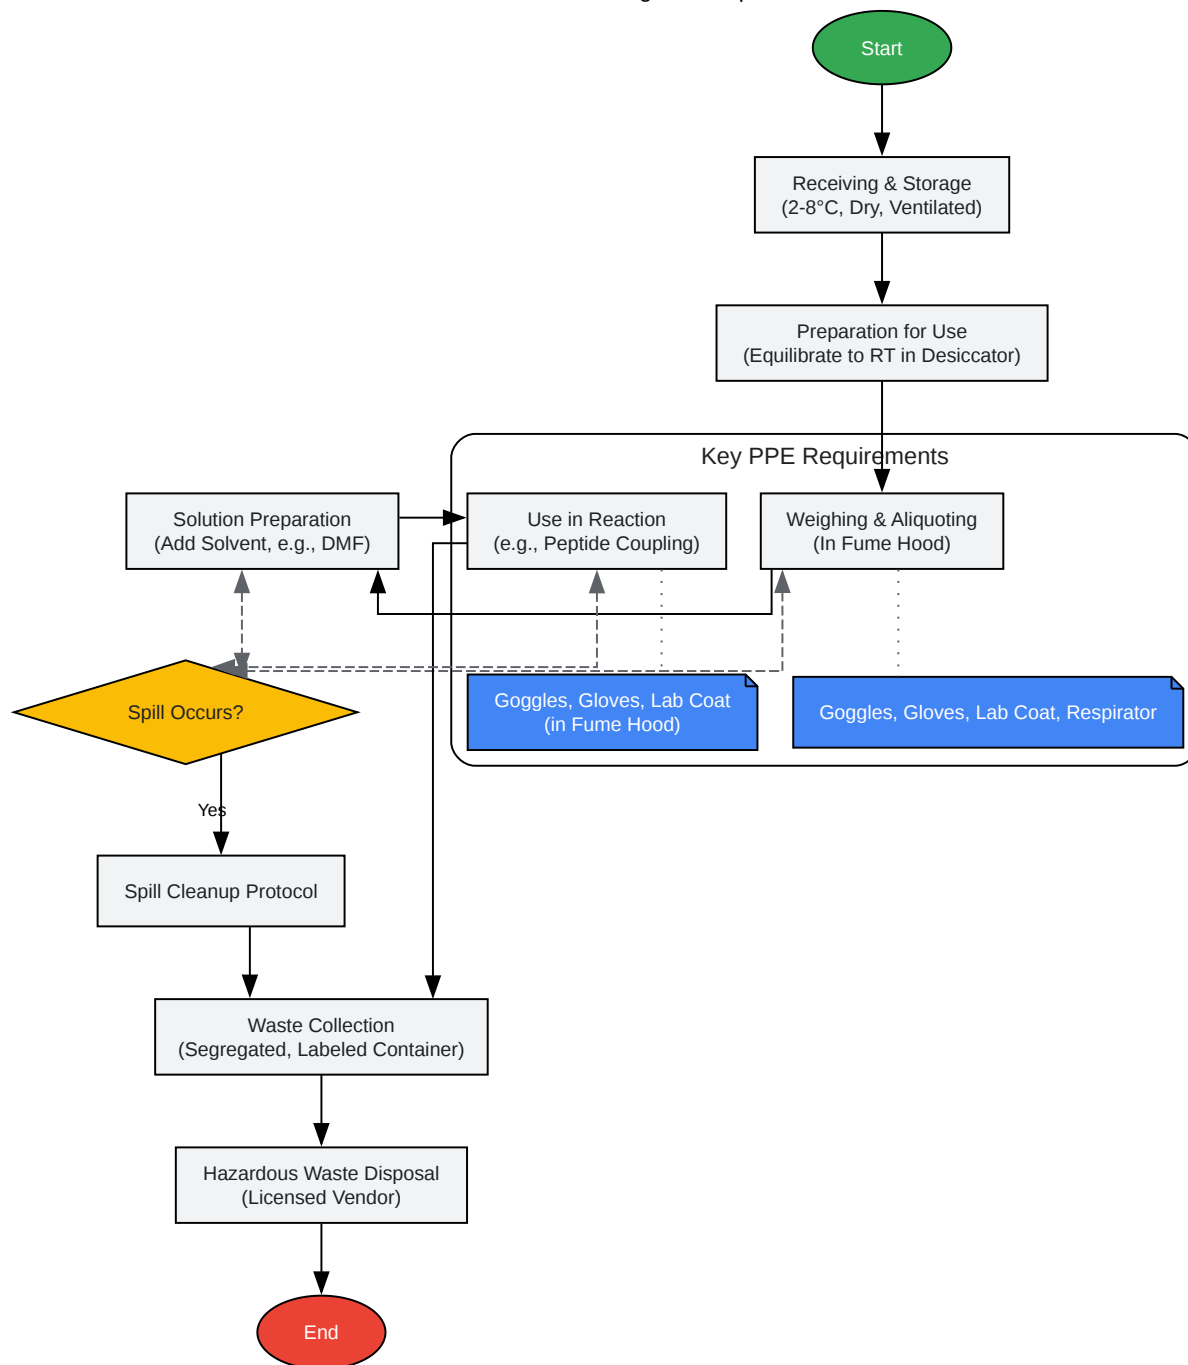 Start
Receiving & Storage
(2-8°C, Dry, Ventilated)
Preparation for Use
(Equilibrate to RT in Desiccator)
Key PPE Requirements
Solution Preparation
(Add Solvent, e.g., DMF)
Use in Reaction
(e.g., Peptide Coupling)
Weighing & Aliquoting
(In Fume Hood)
Spill Occurs?
Goggles, Gloves, Lab Coat
(in Fume Hood)
Goggles, Gloves, Lab Coat, Respirator
Yes
Spill Cleanup Protocol
Waste Collection
(Segregated, Labeled Container)
Hazardous Waste Disposal
(Licensed Vendor)
End